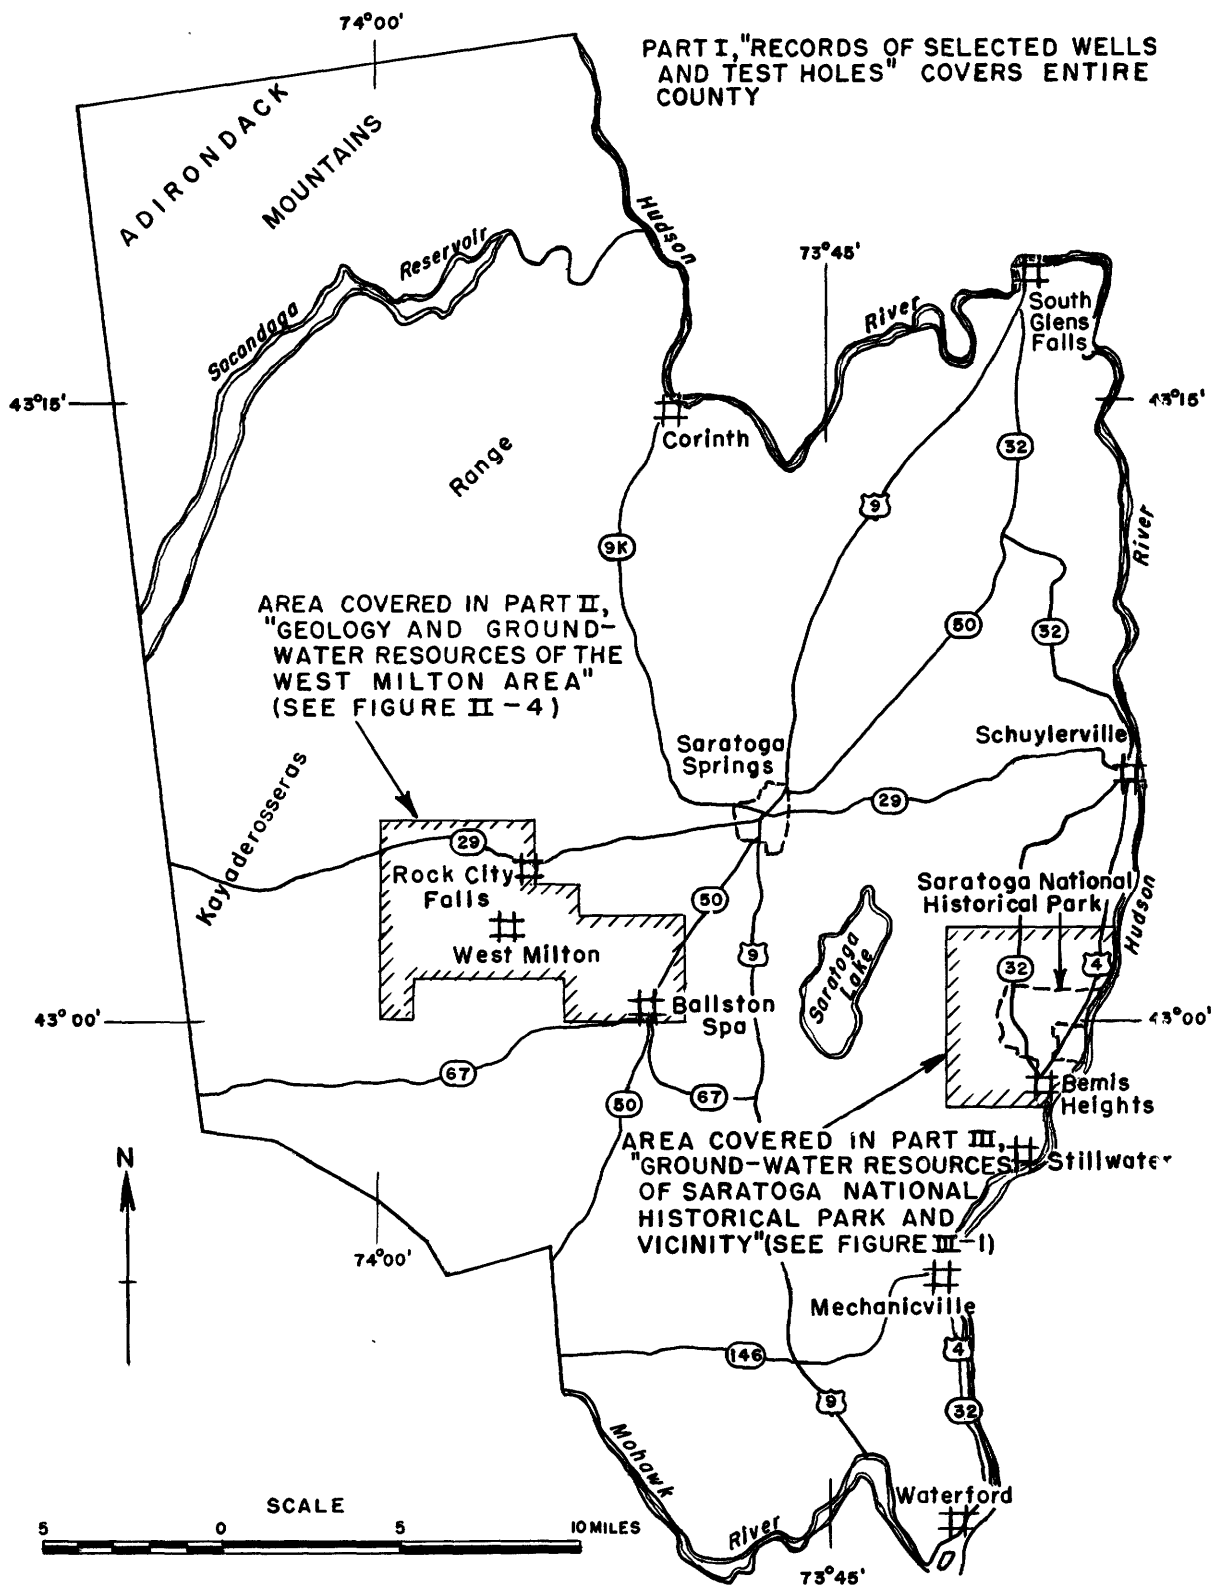 74°00'
PART I, "RECORDS OF SELECTED WELLS
AND TEST HOLES" COVERS ENTIRE
COUNTY
ADIRONDACK
MOUNTAINS
Hudson
Reservoir
73°45'
Sacandaga
River
South
Glens
Falls
43°15'
43°15'
Corinth
Range
32
9
River
9K
AREA COVERED IN PART II,
"GEOLOGY AND GROUND-
WATER RESOURCES OF THE
WEST MILTON AREA"
(SEE FIGURE II-4)
50
32
Schuylerville
Saratoga
Springs
Kayaderosseras
29
29
Rock City
Falls
West Milton
50
9
Saratoga
Lake
Saratoga National
Historical Park
Hudson
32
4
Ballston
Spa
43°00'
43°00'
67
50
67
Bemis
Heights
AREA COVERED IN PART III,
"GROUND-WATER RESOURCES
OF SARATOGA NATIONAL
HISTORICAL PARK AND
VICINITY" (SEE FIGURE III-1)
Stillwater
N
74°00'
Mechanicville
146
4
9
32
Mohawk
River
Waterford
SCALE
5 0 5 10 MILES
73°45'